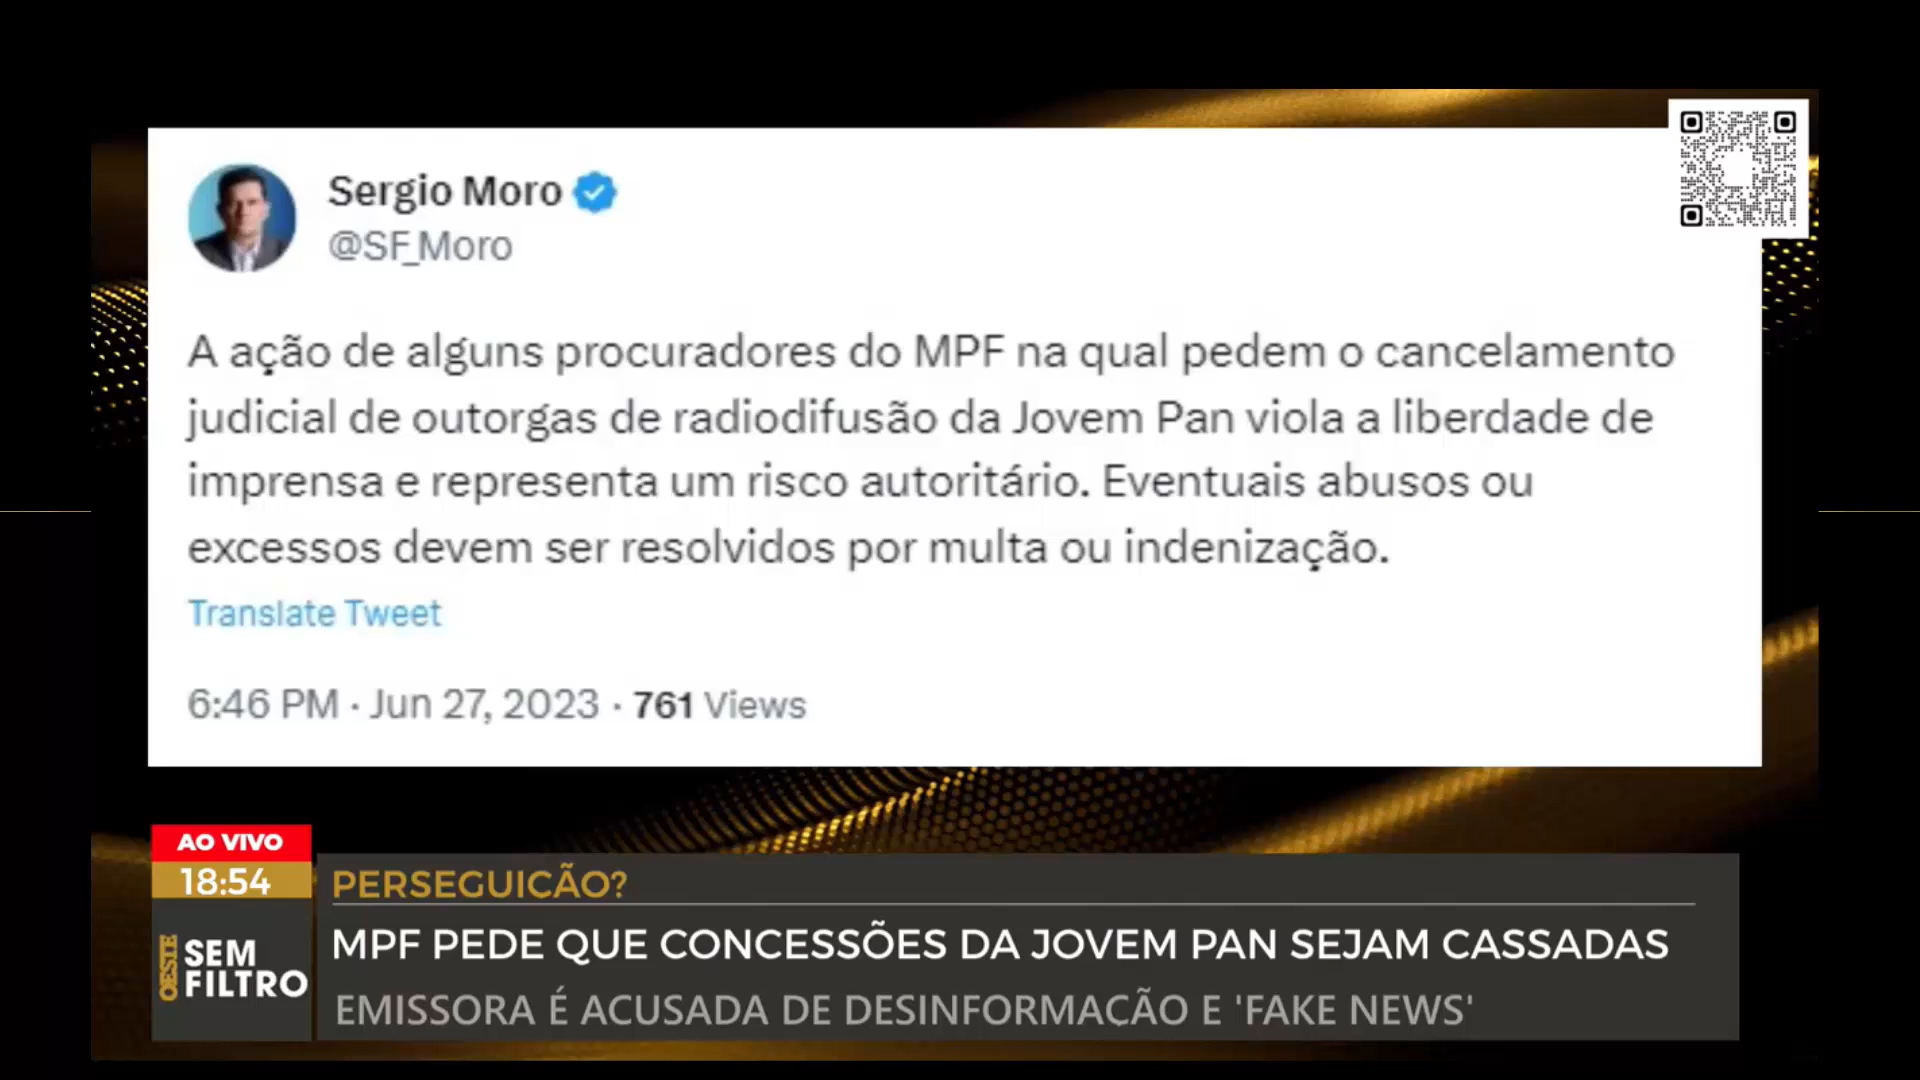 Sergio Moro
@SF_Moro
A ação de alguns procuradores do MPF na qual pedem o cancelamento
judicial de outorgas de radiodifusão da Jovem Pan viola a liberdade de
imprensa e representa um risco autoritário. Eventuais abusos ou
excessos devem ser resolvidos por multa ou indenização.
Translate Tweet
6:46 PM · Jun 27, 2023 · 761 Views
AO VIVO
18:54
OESTE
SEM
FILTRO
PERSEGUICÃO?
MPF PEDE QUE CONCESSÕES DA JOVEM PAN SEJAM CASSADAS
EMISSORA É ACUSADA DE DESINFORMAÇÃO E 'FAKE NEWS'